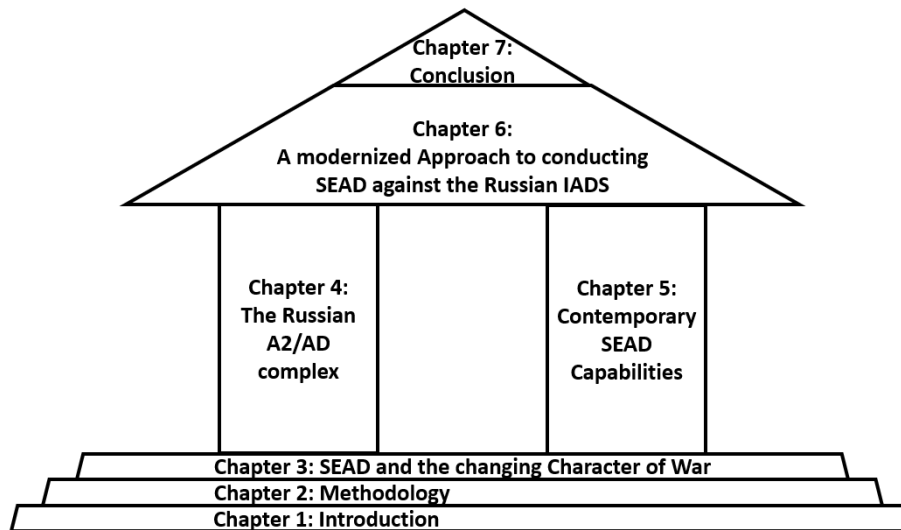 Chapter 7:
Conclusion
Chapter 6:
A modernized Approach to conducting
SEAD against the Russian IADS
Chapter 4:
The Russian
A2/AD
complex
Chapter 5:
Contemporary
SEAD
Capabilities
Chapter 3: SEAD and the changing Character of War
Chapter 2: Methodology
Chapter 1: Introduction